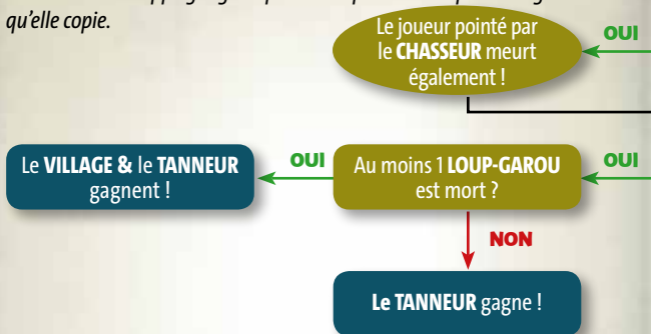 qu'elle copie.
Le joueur pointé par
le CHASSEUR meurt
également !
OUI
Le VILLAGE & le TANNEUR
gagnent !
OUI
Au moins 1 LOUP-GAROU
est mort ?
OUI
NON
Le TANNEUR gagne !